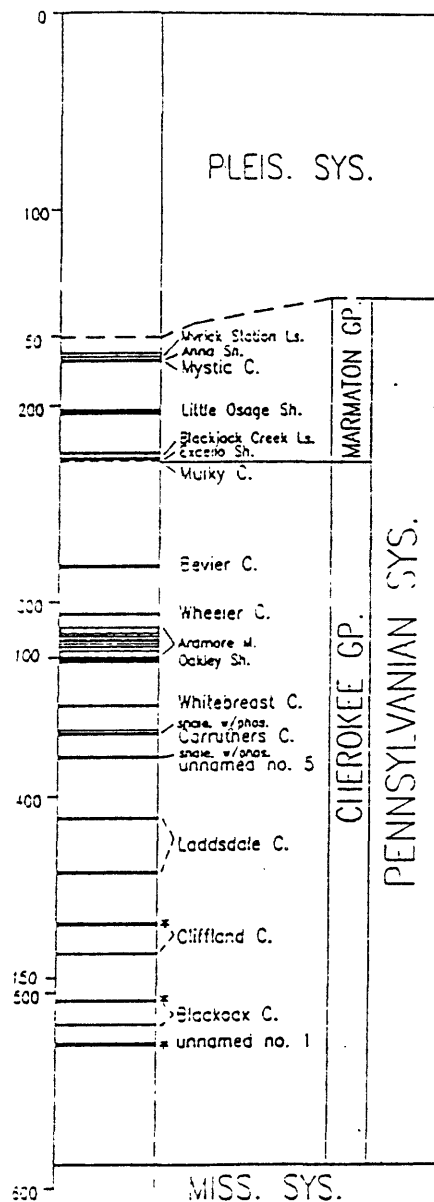 0
PLEIS. SYS.
100
50
Myrick Station Ls.
Anna Sh.
Mystic C.
200
Little Osage Sh.
Blackjack Creek Ls.
Excello Sh.
Mulky C.
MARMATON GP.
Bevier C.
300
Wheeler C.
Ardmore M.
100
Oakley Sh.
Whitebreast C.
shale, w/phos.
Carruthers C.
shale, w/phos.
unnamed no. 5
400
Laddsdale C.
* Cliffland C.
150
500
* Blackoak C.
* unnamed no. 1
CHEROKEE GP.
PENNSYLVANIAN SYS.
600
MISS. SYS.